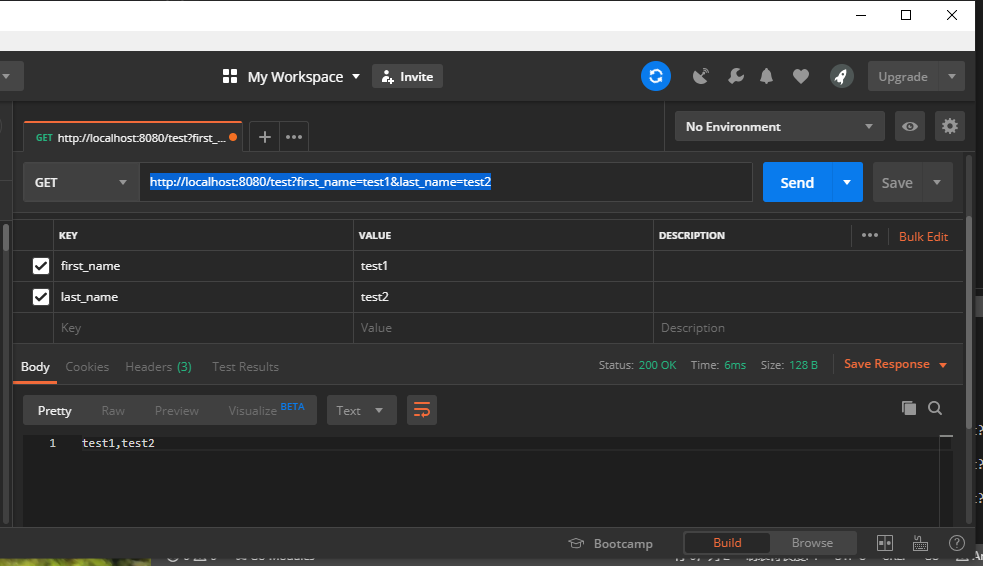 My Workspace
Invite
Upgrade
GET http://localhost:8080/test?first_...
No Environment
GET
http://localhost:8080/test?first_name=test1&last_name=test2
Send
Save
KEY VALUE DESCRIPTION
Bulk Edit
first_name test1
last_name test2
Key Value Description
Body Cookies Headers (3) Test Results
Status: 200 OK Time: 6ms Size: 128 B
Save Response
Pretty Raw Preview Visualize BETA
Text
1 test1,test2
Bootcamp
Build Browse